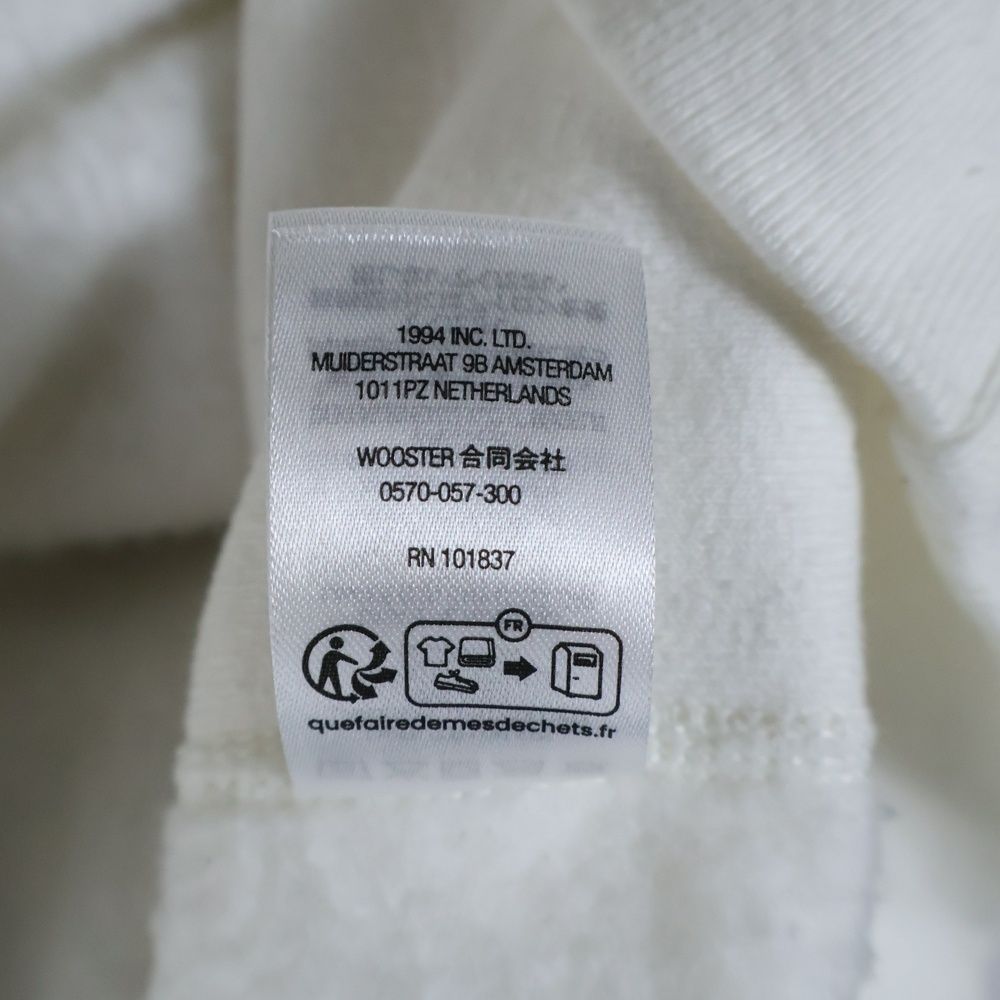 1994 INC. LTD.
MUIDERSTRAAT 9B AMSTERDAM
1011PZ NETHERLANDS
WOOSTER 合同会社
0570-057-300
RN 101837
FR
quefairedemesdechets.fr